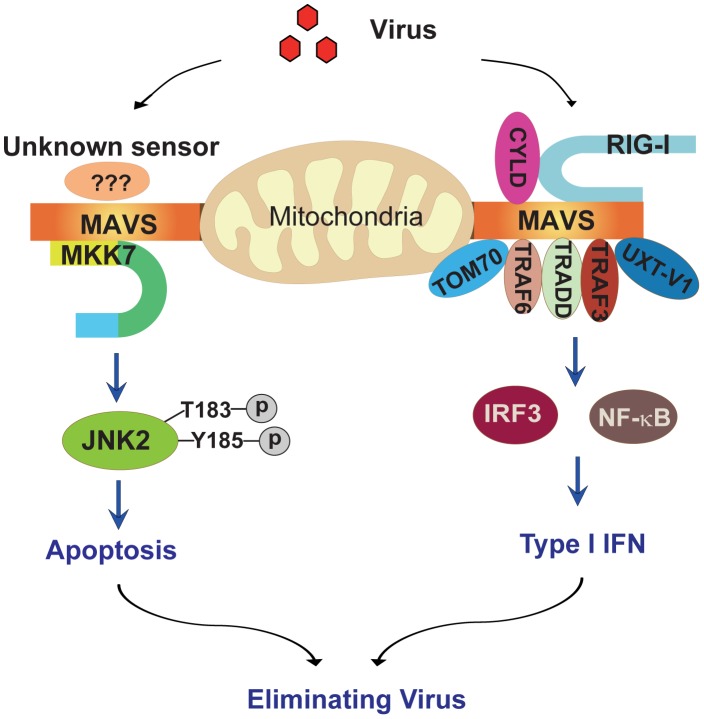 Virus
Unknown sensor
???
MAVS
MKK7
Mitochondria
CYLD
RIG-I
MAVS
TOM70
TRAF6
TRADD
TRAF3
UXT-V1
JNK2
T183
p
Y185
p
IRF3
NF-κB
Apoptosis
Type I IFN
Eliminating Virus